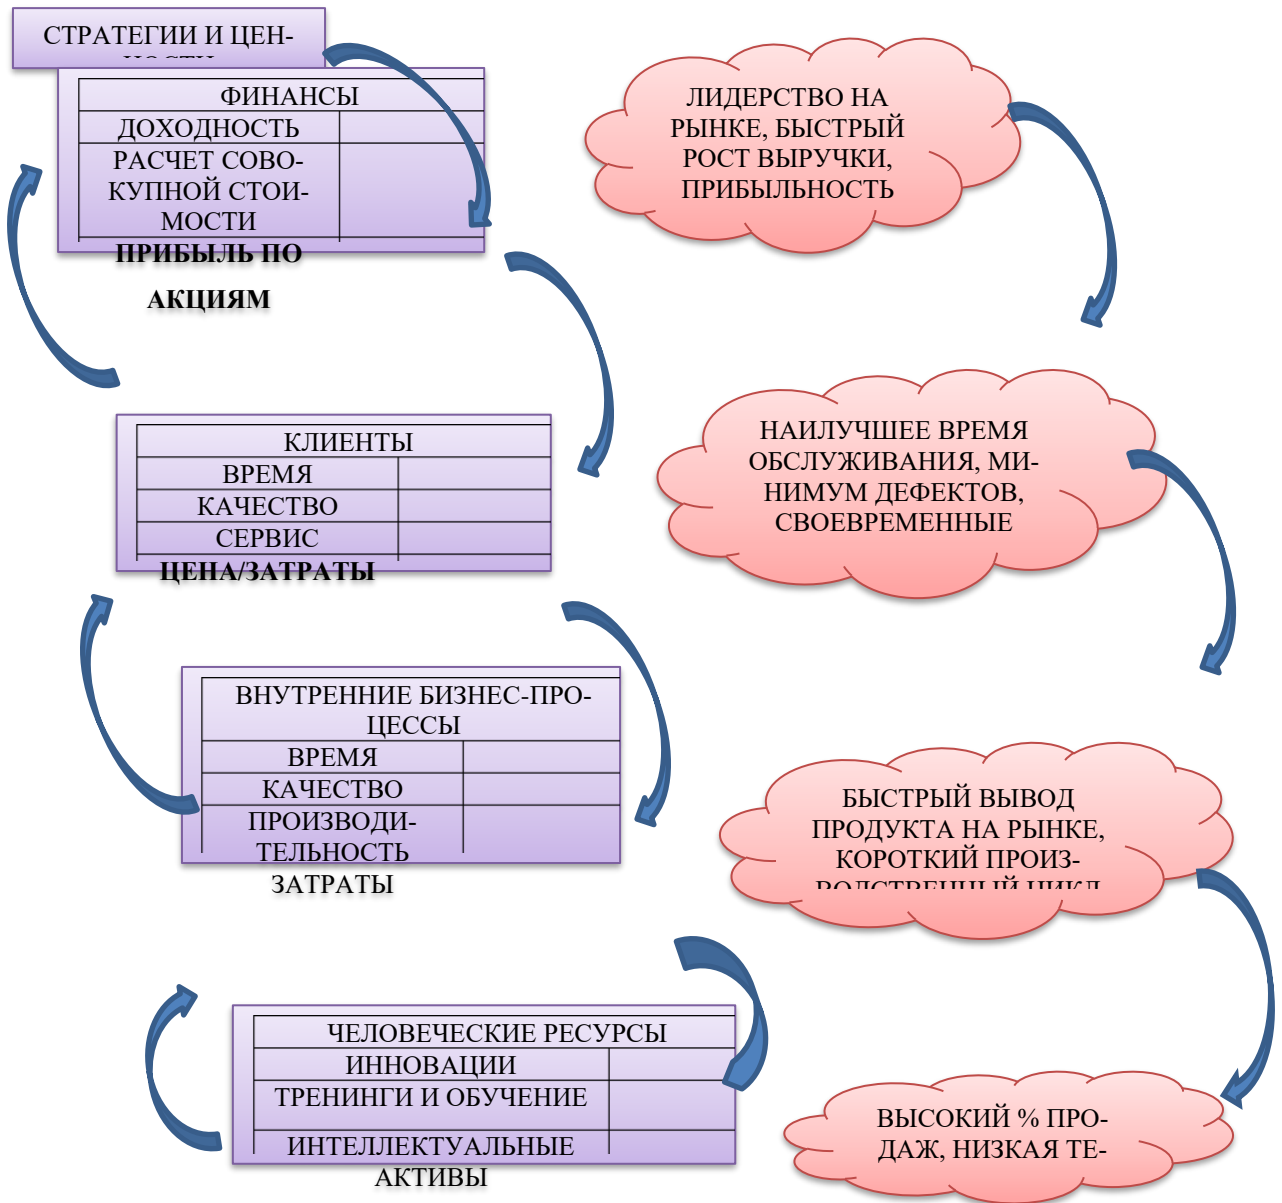 СТРАТЕГИИ И ЦЕН-
НОСТИ
ФИНАНСЫ
ДОХОДНОСТЬ
РАСЧЕТ СОВО-
КУПНОЙ СТОИ-
МОСТИ
ПРИБЫЛЬ ПО
АКЦИЯМ
ЛИДЕРСТВО НА
РЫНКЕ, БЫСТРЫЙ
РОСТ ВЫРУЧКИ,
ПРИБЫЛЬНОСТЬ
КЛИЕНТЫ
ВРЕМЯ
КАЧЕСТВО
СЕРВИС
ЦЕНА/ЗАТРАТЫ
НАИЛУЧШЕЕ ВРЕМЯ
ОБСЛУЖИВАНИЯ, МИ-
НИМУМ ДЕФЕКТОВ,
СВОЕВРЕМЕННЫЕ
ВНУТРЕННИЕ БИЗНЕС-ПРО-
ЦЕССЫ
ВРЕМЯ
КАЧЕСТВО
ПРОИЗВОДИ-
ТЕЛЬНОСТЬ
ЗАТРАТЫ
БЫСТРЫЙ ВЫВОД
ПРОДУКТА НА РЫНКЕ,
КОРОТКИЙ ПРОИЗ-
ВОДСТВЕННЫЙ ЦИКЛ
ЧЕЛОВЕЧЕСКИЕ РЕСУРСЫ
ИННОВАЦИИ
ТРЕНИНГИ И ОБУЧЕНИЕ
ИНТЕЛЛЕКТУАЛЬНЫЕ
АКТИВЫ
ВЫСОКИЙ % ПРО-
ДАЖ, НИЗКАЯ ТЕ-